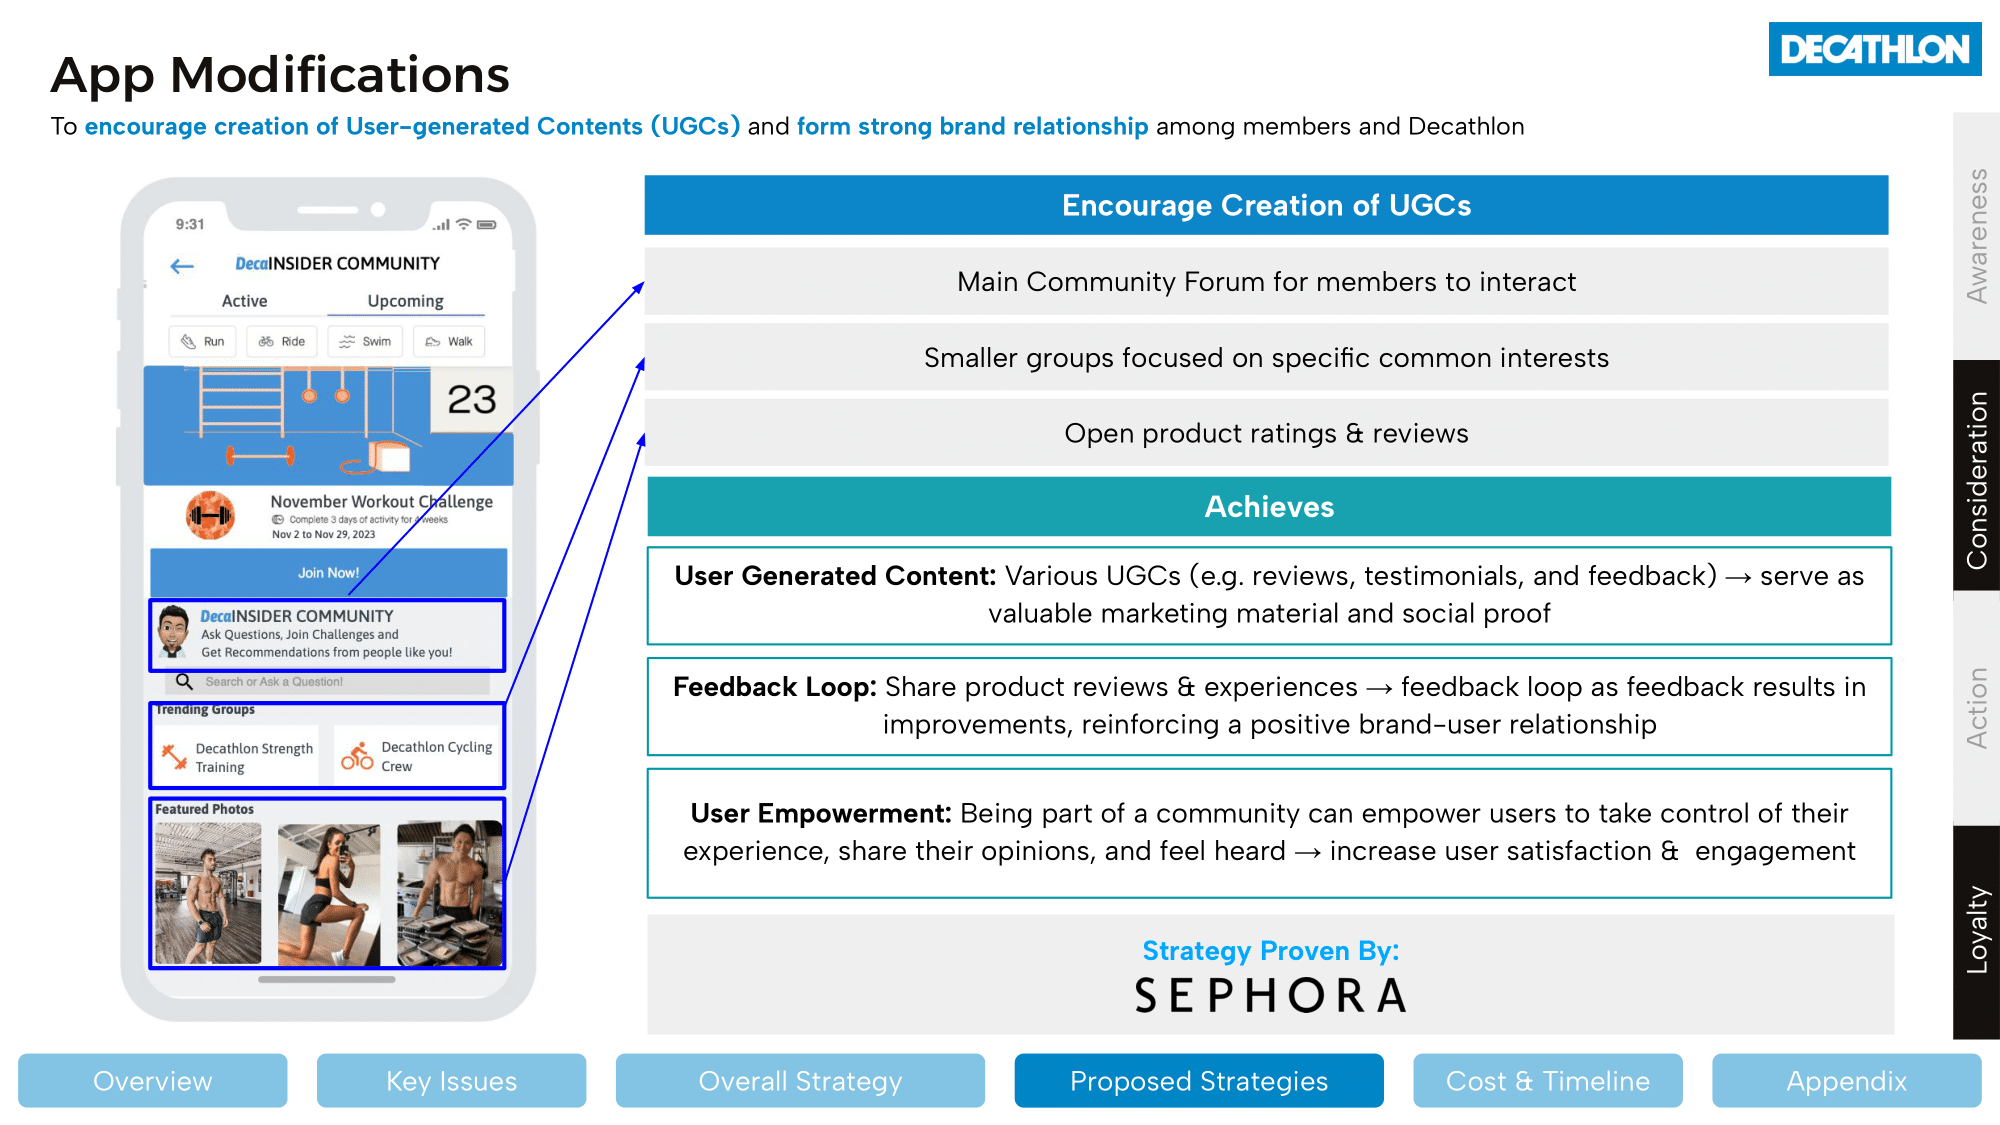 App Modifications
DECATHLON
To encourage creation of User-generated Contents (UGCs) and form strong brand relationship among members and Decathlon
9:31
DecaINSIDER COMMUNITY
Active Upcoming
Run Ride Swim Walk
23
November Workout Challenge
Complete 3 days of activity for 4 weeks
Nov 2 to Nov 29, 2023
Join Now!
DecaINSIDER COMMUNITY
Ask Questions, Join Challenges and
Get Recommendations from people like you!
Search or Ask a Question!
Trending Groups
Decathlon Strength
Training
Decathlon Cycling
Crew
Featured Photos
Encourage Creation of UGCs
Main Community Forum for members to interact
Smaller groups focused on specific common interests
Open product ratings & reviews
Achieves
User Generated Content: Various UGCs (e.g. reviews, testimonials, and feedback) → serve as
valuable marketing material and social proof
Feedback Loop: Share product reviews & experiences → feedback loop as feedback results in
improvements, reinforcing a positive brand-user relationship
User Empowerment: Being part of a community can empower users to take control of their
experience, share their opinions, and feel heard → increase user satisfaction & engagement
Strategy Proven By:
SEPHORA
Awareness
Consideration
Action
Loyalty
Overview
Key Issues
Overall Strategy
Proposed Strategies
Cost & Timeline
Appendix